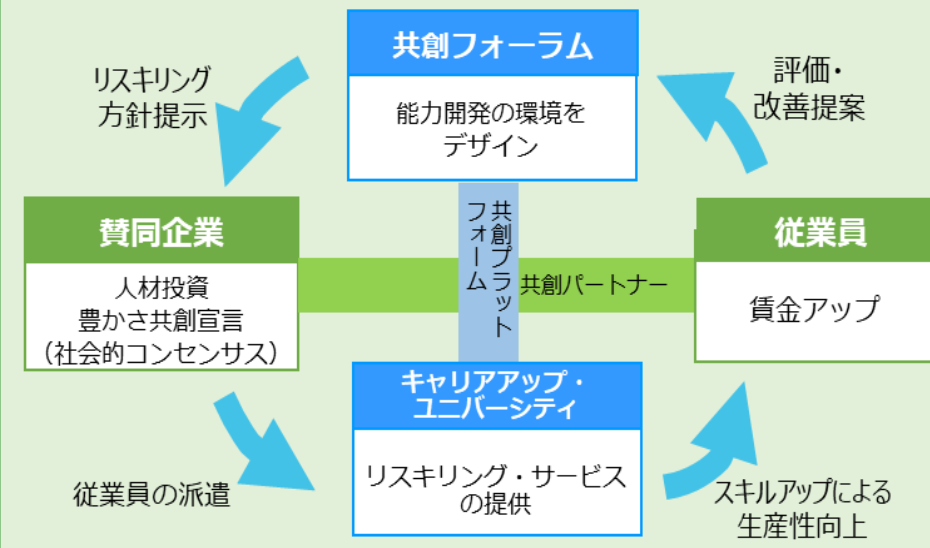 共創フォーラム
能力開発の環境を
デザイン
リスキリング
方針提示
評価・
改善提案
賛同企業
人材投資
豊かさ共創宣言
（社会的コンセンサス）
共創プラット
フォーム
共創パートナー
従業員
賃金アップ
キャリアアップ・
ユニバーシティ
リスキリング・サービス
の提供
従業員の派遣
スキルアップによる
生産性向上